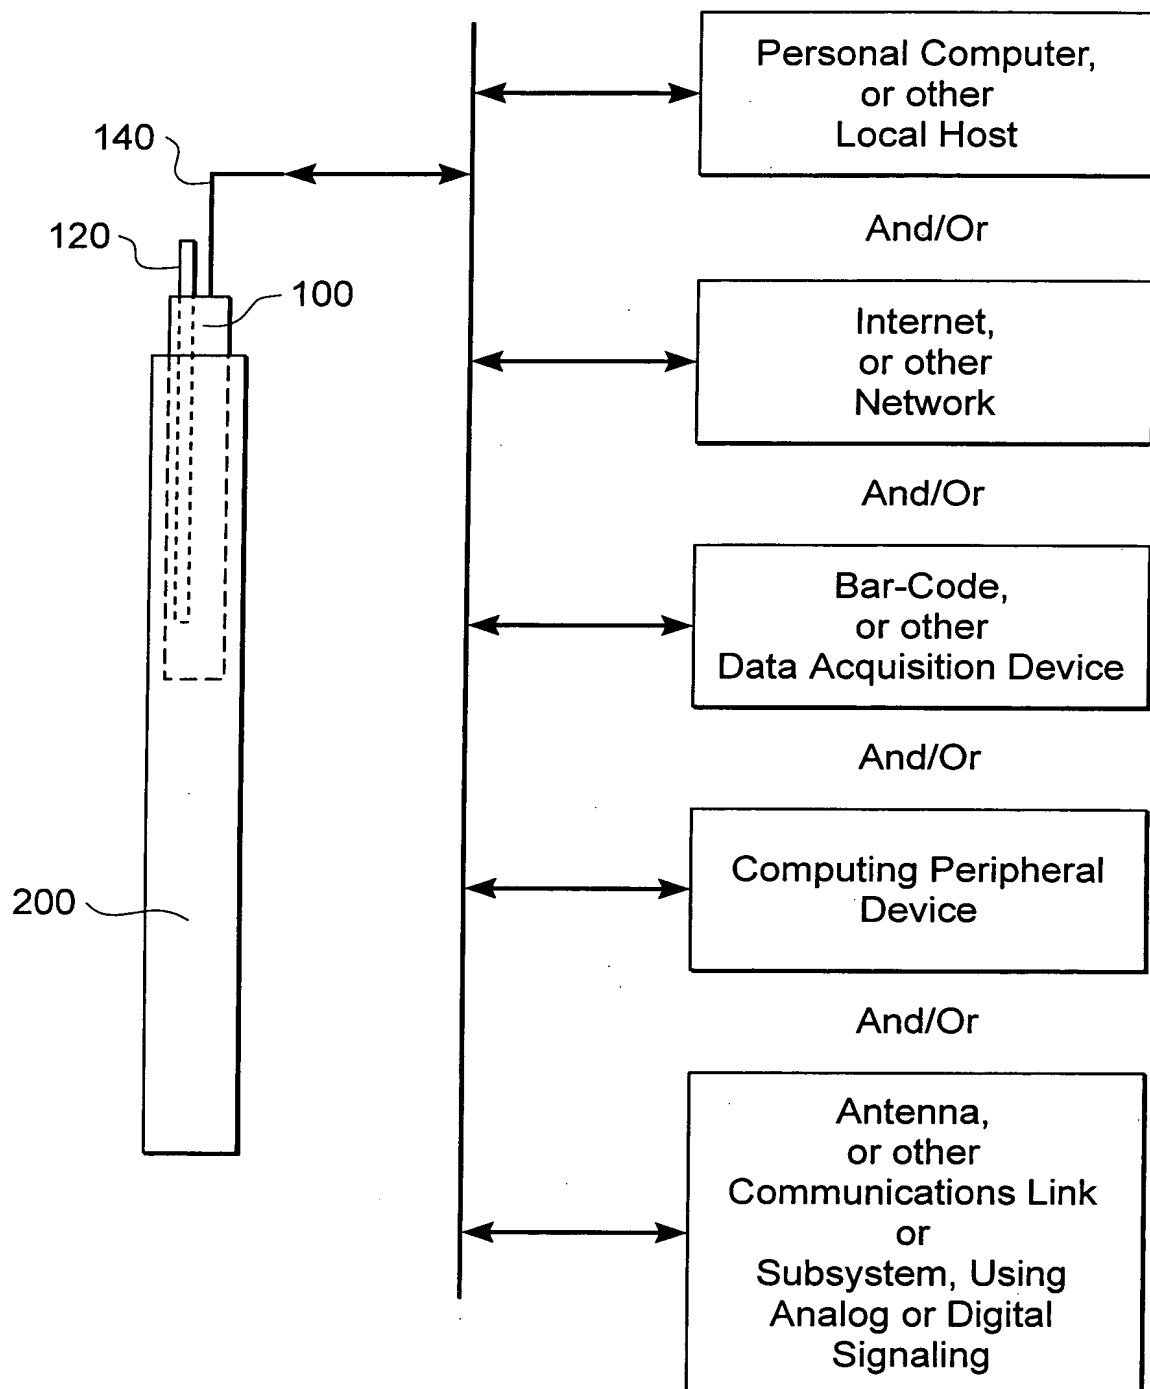 Personal Computer,
or other
Local Host
140
And/Or
120
100
Internet,
or other
Network
And/Or
Bar-Code,
or other
Data Acquisition Device
And/Or
Computing Peripheral
Device
200
And/Or
Antenna,
or other
Communications Link
or
Subsystem, Using
Analog or Digital
Signaling